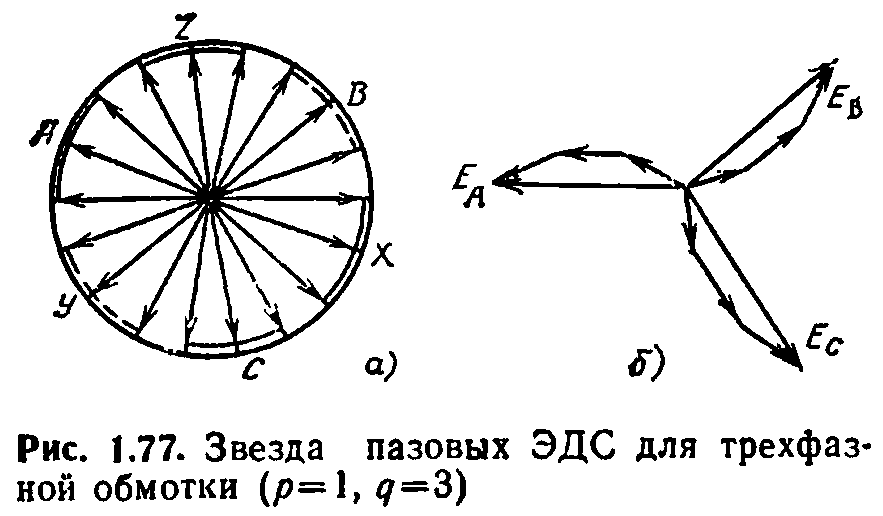 Z
A
B
X
У
C
а)
E_A
E_B
E_C
б)
Рис. 1.77. Звезда пазовых ЭДС для трехфаз-
ной обмотки (p=1, q=3)